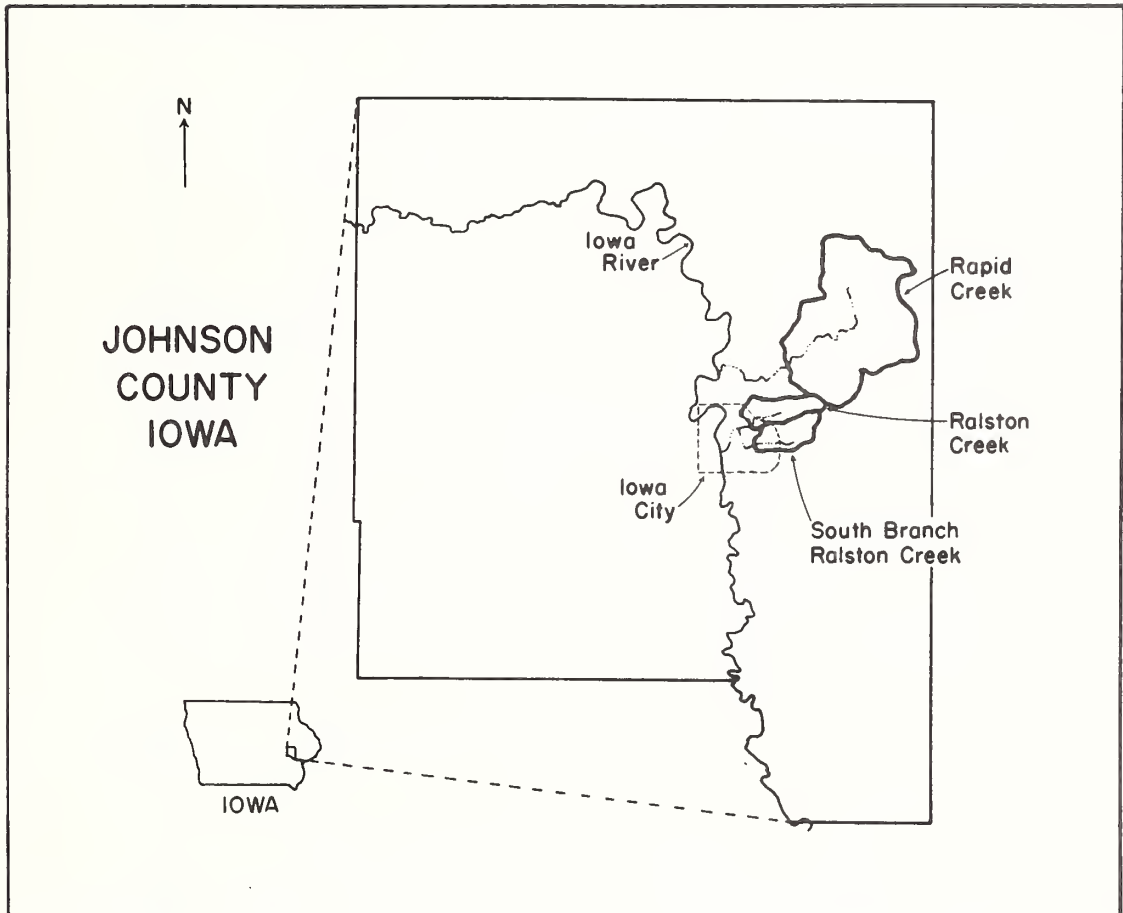 N
JOHNSON
COUNTY
IOWA
Iowa
River
Rapid
Creek
Ralston
Creek
Iowa
City
South Branch
Ralston Creek
IOWA